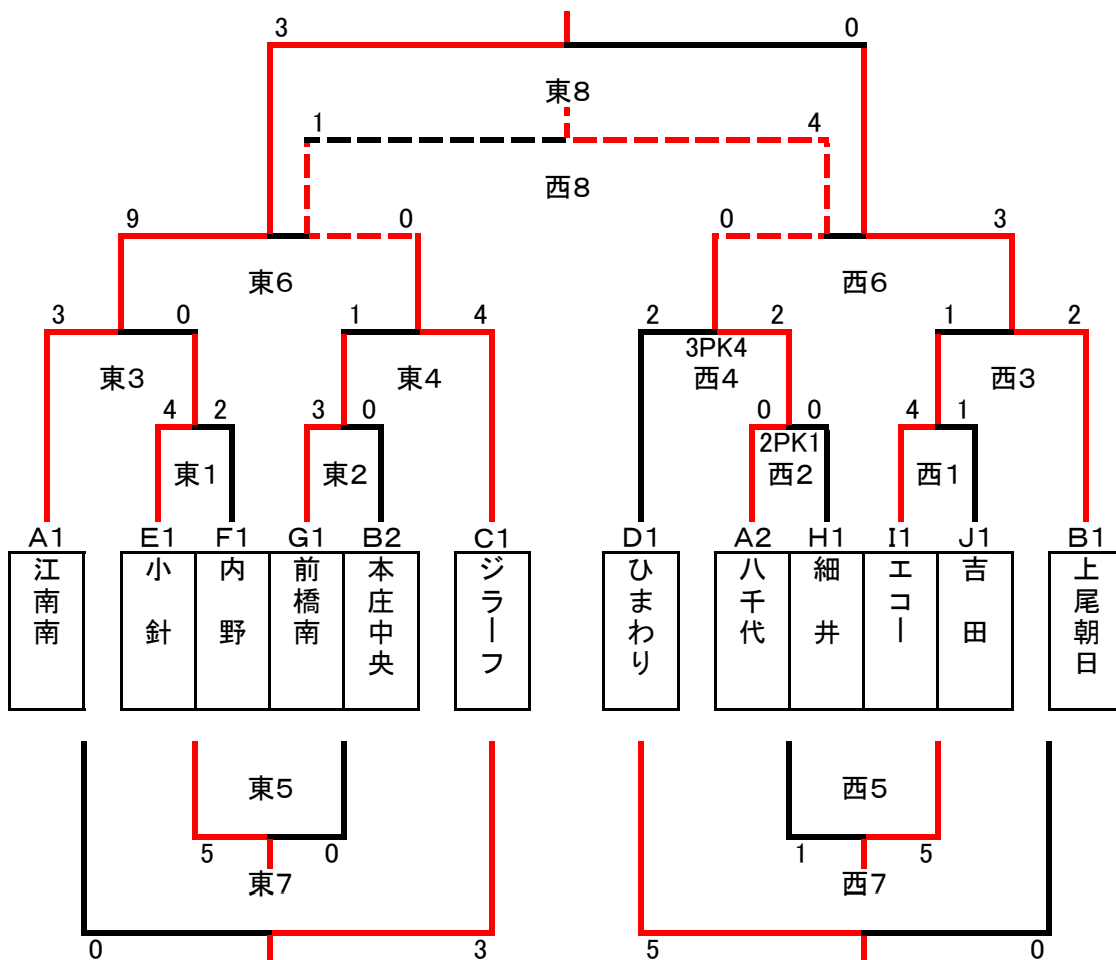 3 0
東8
1 4
西8
9 0 0 3
東6 西6
3 0 1 4 2 2 1 2
3PK4
東3 東4 西4 西3
4 2 3 0 0 0 4 1
2PK1
東1 東2 西2 西1
A1 E1 F1 G1 B2 C1 D1 A2 H1 I1 J1 B1
江南南
小針
内野
前橋南
本庄中央
ジラーフ
ひまわり
八千代
細井
エコー
吉田
上尾朝日
東5 西5
5 0 1 5
東7 西7
0 3 5 0